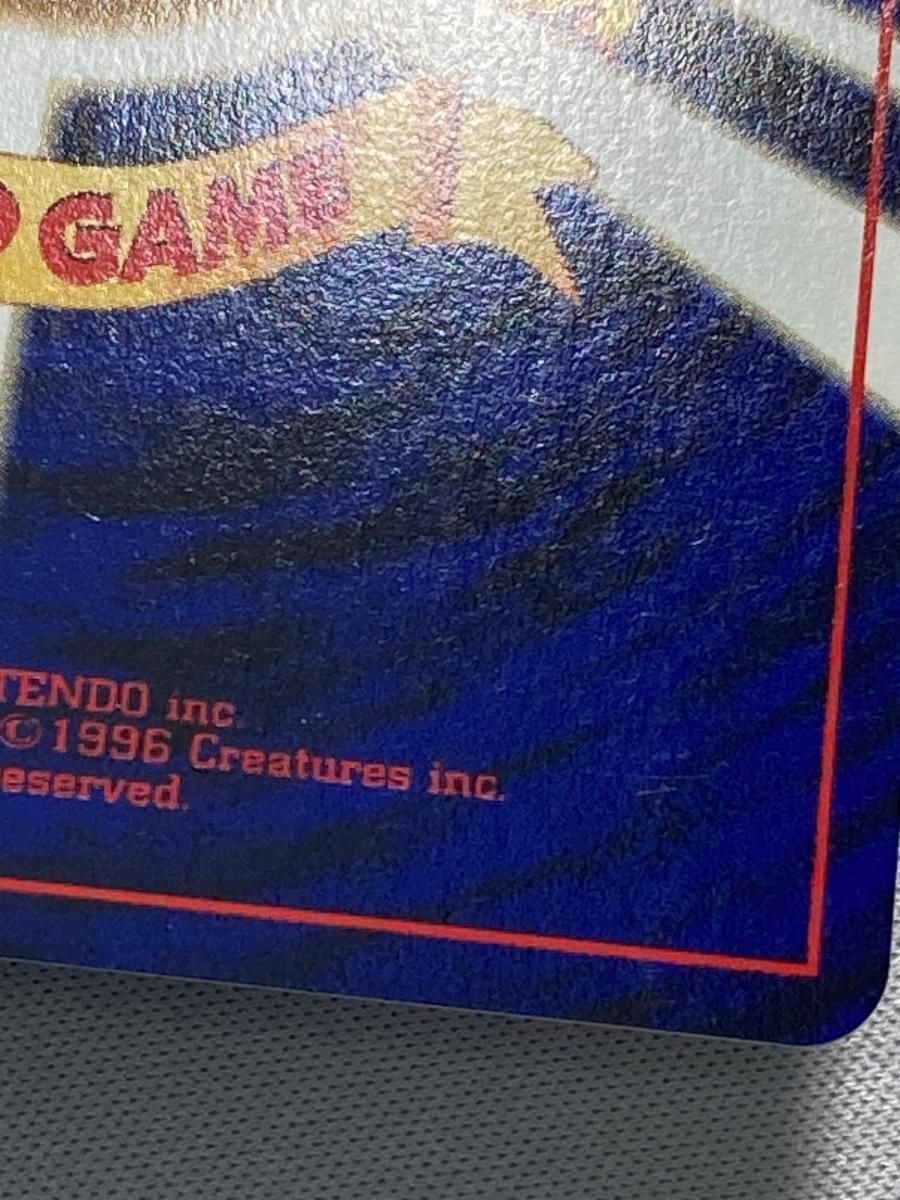 GAME
TENDO inc.
©1996 Creatures inc.
eserved.